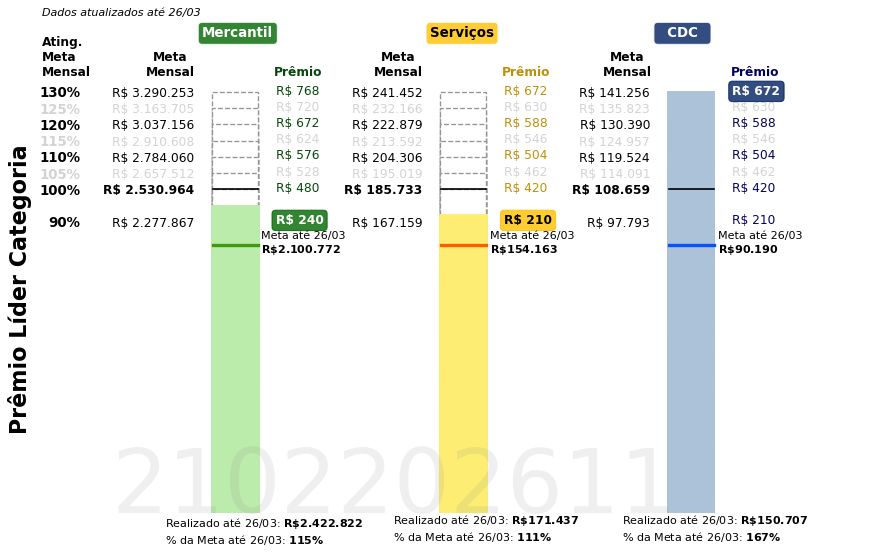 Dados atualizados até 26/03
Mercantil Serviços CDC
Ating. Meta Mensal Meta Mensal Prêmio Meta Mensal Prêmio Meta Mensal Prêmio
130% R$ 3.290.253 R$ 768 R$ 241.452 R$ 672 R$ 141.256 R$ 672
125% R$ 3.163.705 R$ 720 R$ 232.166 R$ 630 R$ 135.823 R$ 630
120% R$ 3.037.156 R$ 672 R$ 222.879 R$ 588 R$ 130.390 R$ 588
115% R$ 2.910.608 R$ 624 R$ 213.592 R$ 546 R$ 124.957 R$ 546
110% R$ 2.784.060 R$ 576 R$ 204.306 R$ 504 R$ 119.524 R$ 504
105% R$ 2.657.512 R$ 528 R$ 195.019 R$ 462 R$ 114.091 R$ 462
100% R$ 2.530.964 R$ 480 R$ 185.733 R$ 420 R$ 108.659 R$ 420
90% R$ 2.277.867 R$ 240 R$ 167.159 R$ 210 R$ 97.793 R$ 210
Meta até 26/03 Meta até 26/03 Meta até 26/03
R$2.100.772 R$154.163 R$90.190
Prêmio Líder Categoria
21022202611
Realizado até 26/03: R$2.422.822 Realizado até 26/03: R$171.437 Realizado até 26/03: R$150.707
% da Meta até 26/03: 115% % da Meta até 26/03: 111% % da Meta até 26/03: 167%